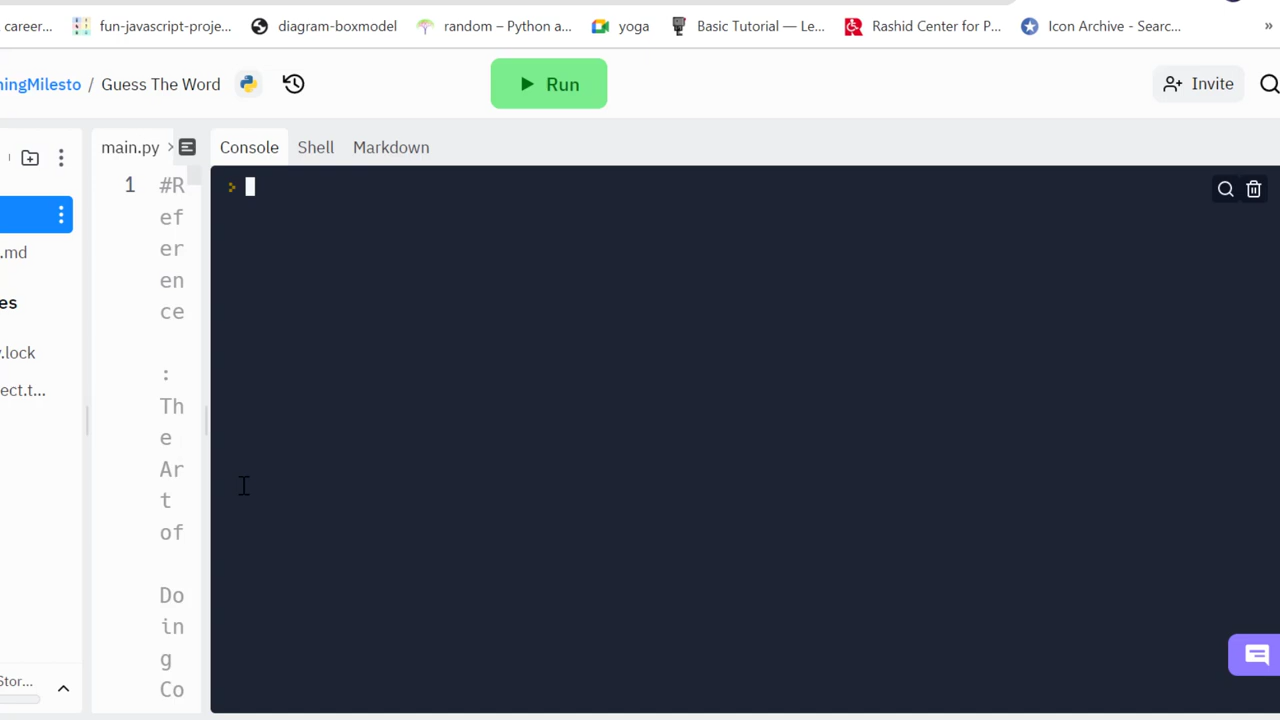 career... fun-javascript-proje... diagram-boxmodel random – Python a... yoga Basic Tutorial — Le... Rashid Center for P... Icon Archive - Searc... »
ningMilesto / Guess The Word Run Invite
main.py > Console Shell Markdown
1 #R
ef
er
en
ce
:
Th
e
Ar
t
of
Do
in
g
Co
.md
es
.lock
ect.t...
Stor...